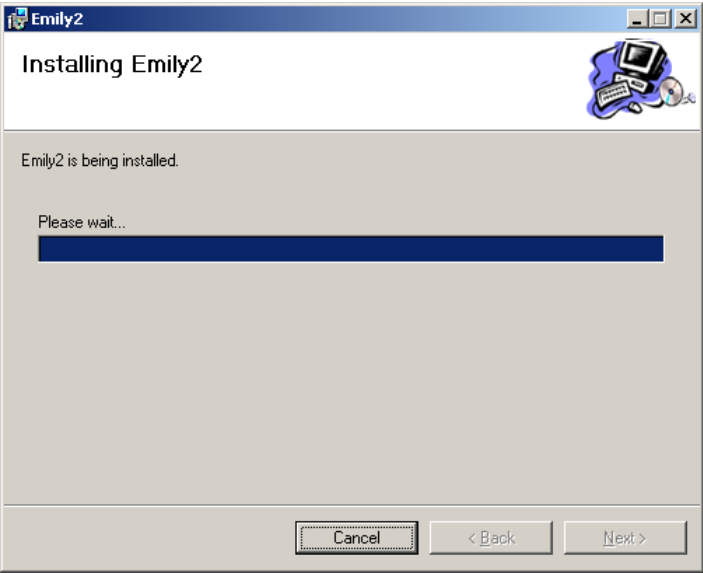 Emily2
Installing Emily2
Emily2 is being installed.
Please wait...
Cancel
< Back
Next >